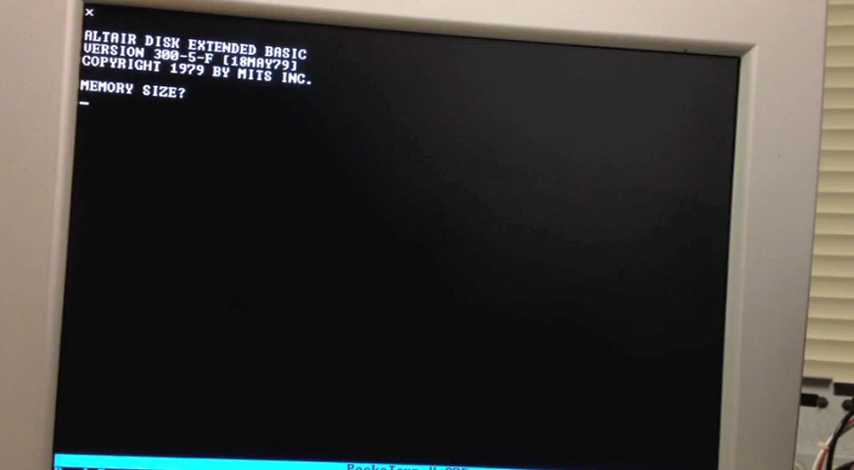 ×
ALTAIR DISK EXTENDED BASIC
VERSION 300-5-F [18MAY79]
COPYRIGHT 1979 BY MITS INC.
MEMORY SIZE?